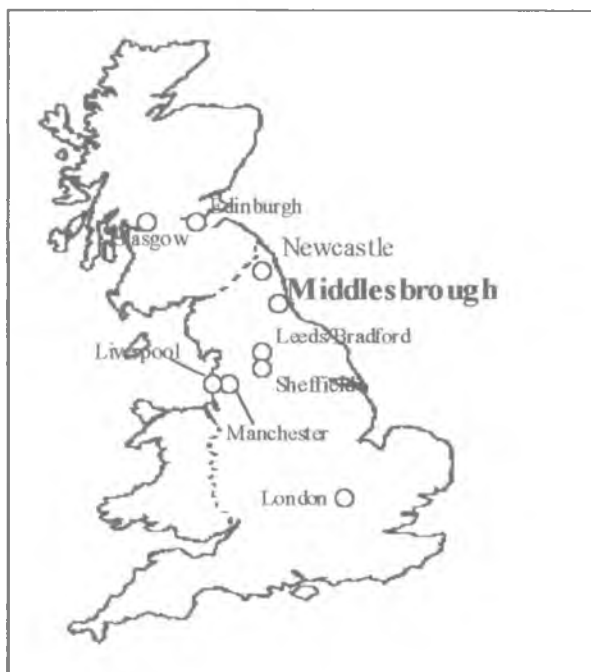 Edinburgh
Glasgow
Newcastle
Middlesbrough
Leeds/Bradford
Liverpool
Sheffield
Manchester
London